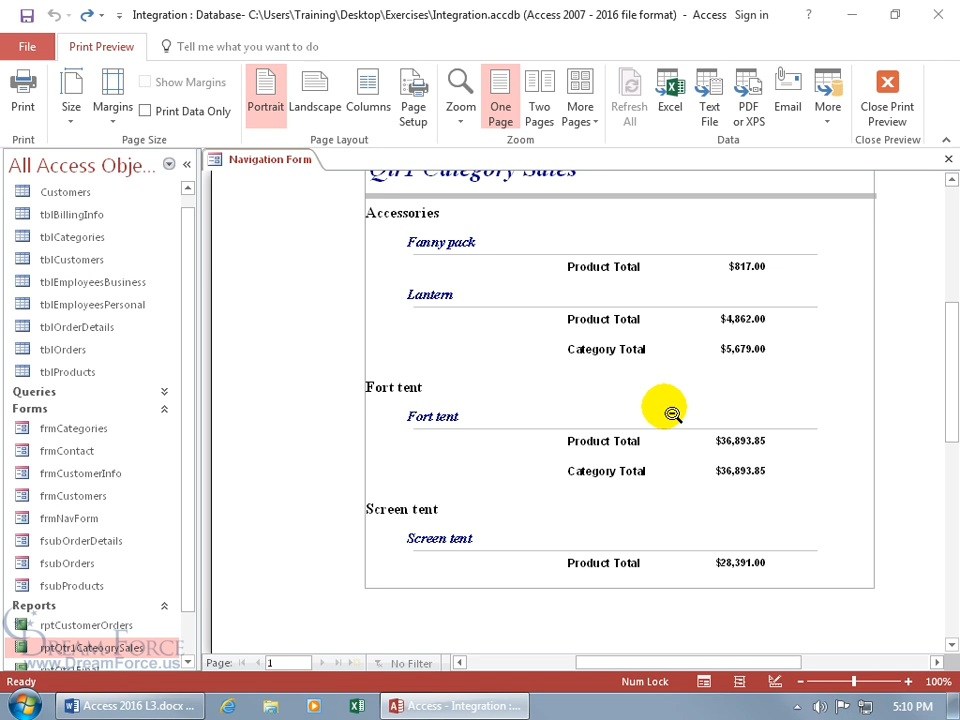 Integration : Database- C:\Users\Training\Desktop\Exercises\Integration.accdb (Access 2007 - 2016 file format) - Access
Sign in
?
File
Print Preview
Tell me what you want to do
Print
Size
Margins
Show Margins
Print Data Only
Portrait
Landscape
Columns
Page Setup
Zoom
One Page
Two Pages
More Pages
Refresh All
Excel
Text File
PDF or XPS
Email
More
Close Print Preview
Print
Page Size
Page Layout
Zoom
Data
Close Preview
All Access Obje...
Navigation Form
Customers
tblBillingInfo
tblCategories
tblCustomers
tblEmployeesBusiness
tblEmployeesPersonal
tblOrderDetails
tblOrders
tblProducts
Queries
Forms
frmCategories
frmContact
frmCustomerInfo
frmCustomers
frmNavForm
fsubOrderDetails
fsubOrders
fsubProducts
Reports
rptCustomerOrders
rptQtr1CateogrySales
DREAM FORCE
www.DreamForce.us
Qtr1 Category Sales
Accessories
Fanny pack
Product Total $817.00
Lantern
Product Total $4,862.00
Category Total $5,679.00
Fort tent
Fort tent
Product Total $36,893.85
Category Total $36,893.85
Screen tent
Screen tent
Product Total $28,391.00
Page: 1
No Filter
Ready
Num Lock
100%
Access 2016 L3.docx ...
Access - Integration :...
5:10 PM